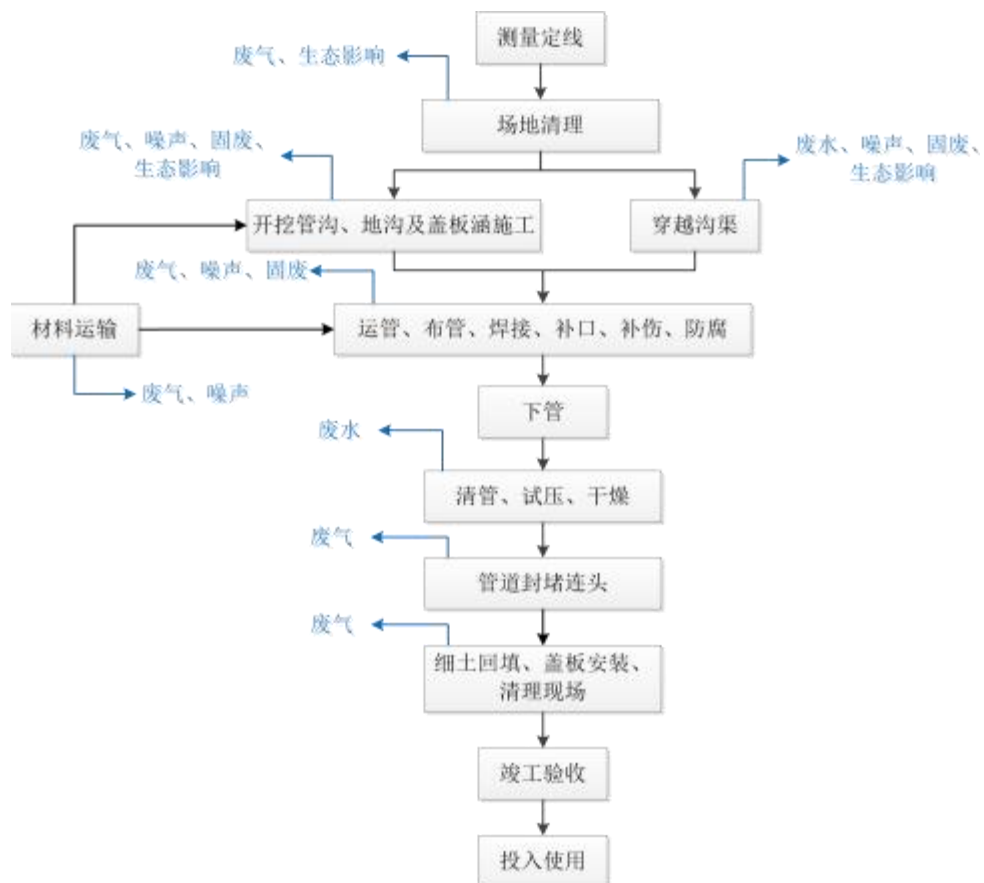 测量定线
废气、生态影响
场地清理
废气、噪声、固废、
生态影响
废水、噪声、固废、
生态影响
开挖管沟、地沟及盖板涵施工
穿越沟渠
废气、噪声、固废
材料运输
运管、布管、焊接、补口、补伤、防腐
废气、噪声
下管
废水
清管、试压、干燥
废气
管道封堵连头
废气
细土回填、盖板安装、
清理现场
竣工验收
投入使用